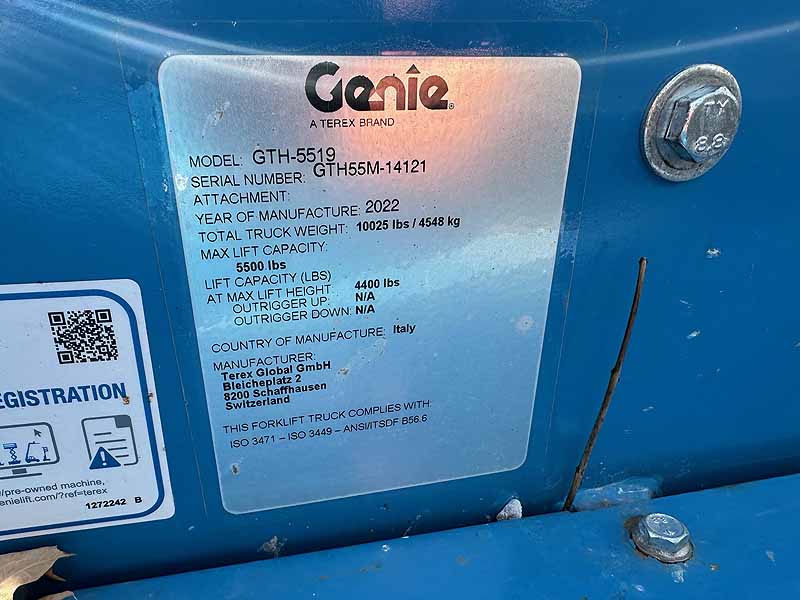 Genie
A TEREX BRAND
MODEL: GTH-5519
SERIAL NUMBER: GTH55M-14121
ATTACHMENT:
YEAR OF MANUFACTURE: 2022
TOTAL TRUCK WEIGHT: 10025 lbs / 4548 kg
MAX LIFT CAPACITY:
5500 lbs
LIFT CAPACITY (LBS)
AT MAX LIFT HEIGHT. 4400 lbs
OUTRIGGER UP: N/A
OUTRIGGER DOWN: N/A
COUNTRY OF MANUFACTURE: Italy
MANUFACTURER:
Terex Global GmbH
Bleicheplatz 2
8200 Schaffhausen
Switzerland
THIS FORKLIFT TRUCK COMPLIES WITH:
ISO 3471 – ISO 3449 – ANSI/ITSDF B56.6
EGISTRATION
/pre-owned machine,
enielift.com/?ref=terex
1272242 B
TY
8.8